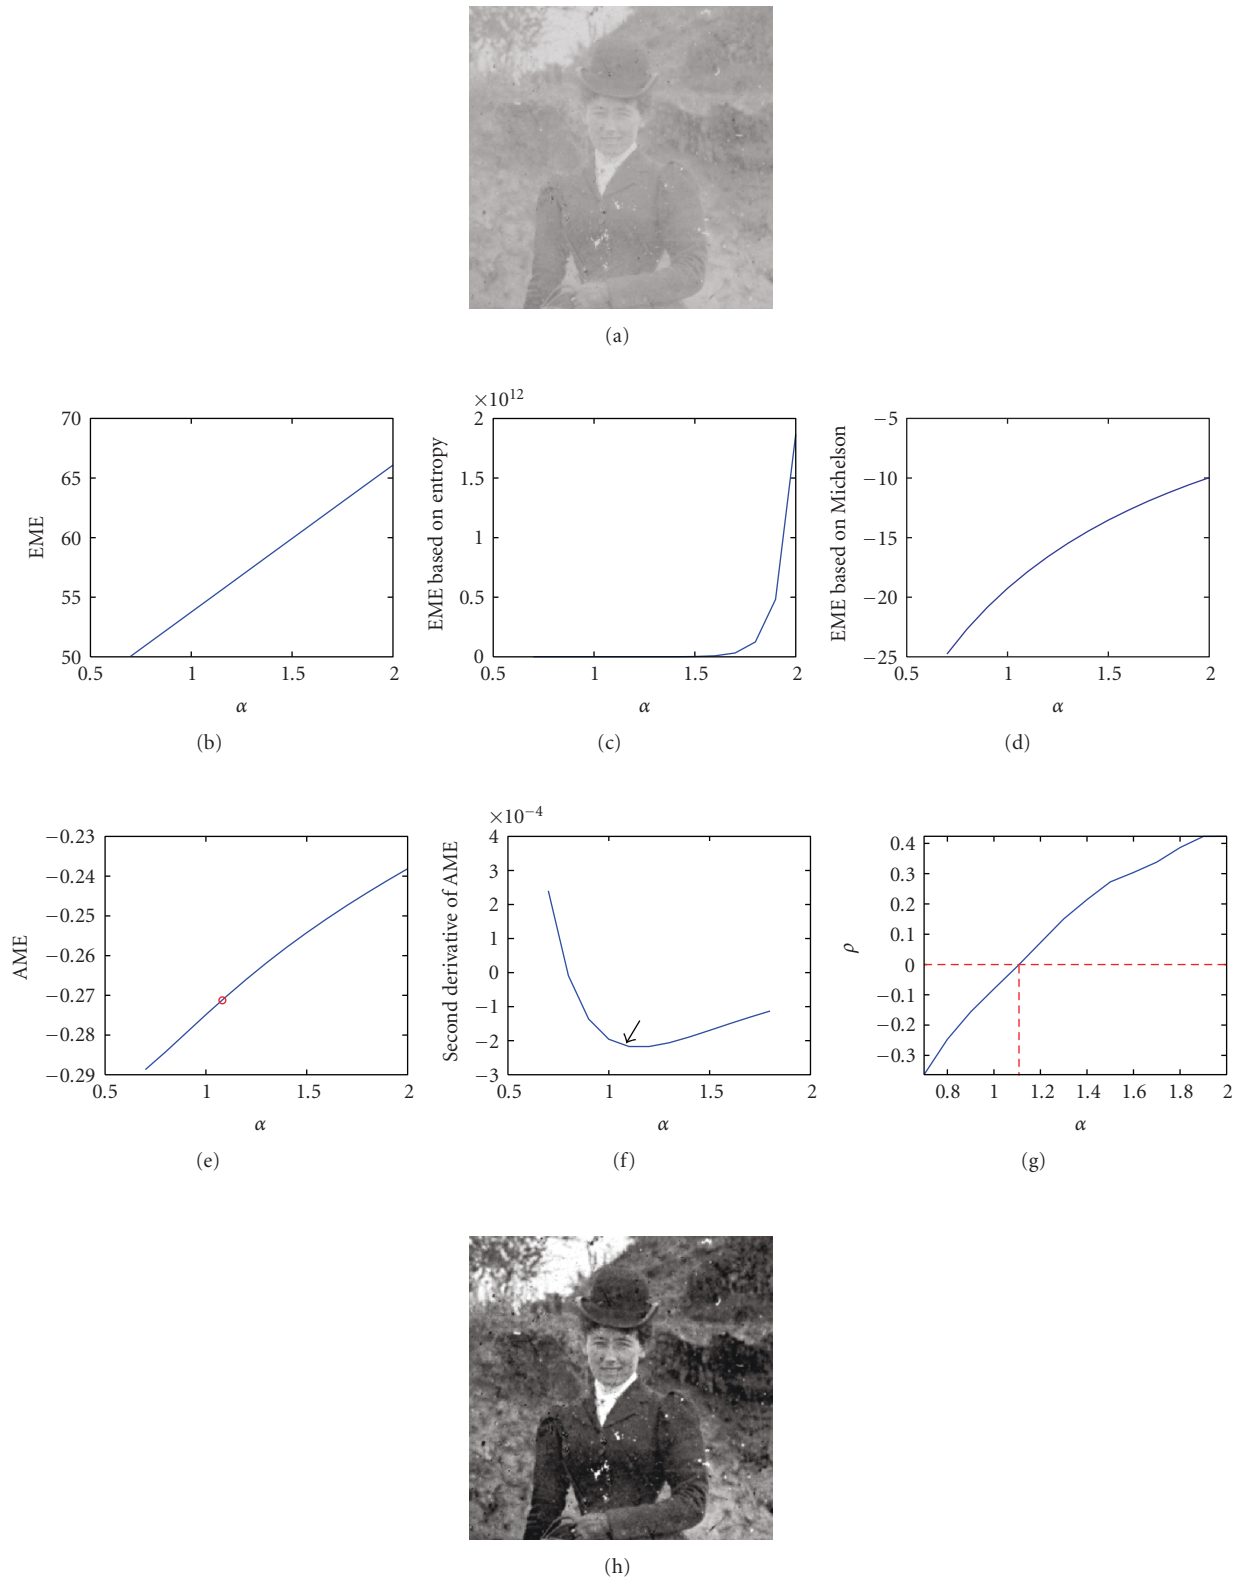 (a)
×10¹²
70
65
60
55
50
0.5 1 1.5 2
EME
α
(b)
2
1.5
1
0.5
0
0.5 1 1.5 2
EME based on entropy
α
(c)
−5
−10
−15
−20
−25
0.5 1 1.5 2
EME based on Michelson
α
(d)
−0.23
−0.24
−0.25
−0.26
−0.27
−0.28
−0.29
0.5 1 1.5 2
AME
α
(e)
×10⁻⁴
4
3
2
1
0
−1
−2
−3
0.5 1 1.5 2
Second derivative of AME
α
(f)
0.4
0.3
0.2
0.1
0
−0.1
−0.2
−0.3
0.8 1 1.2 1.4 1.6 1.8 2
ρ
α
(g)
(h)